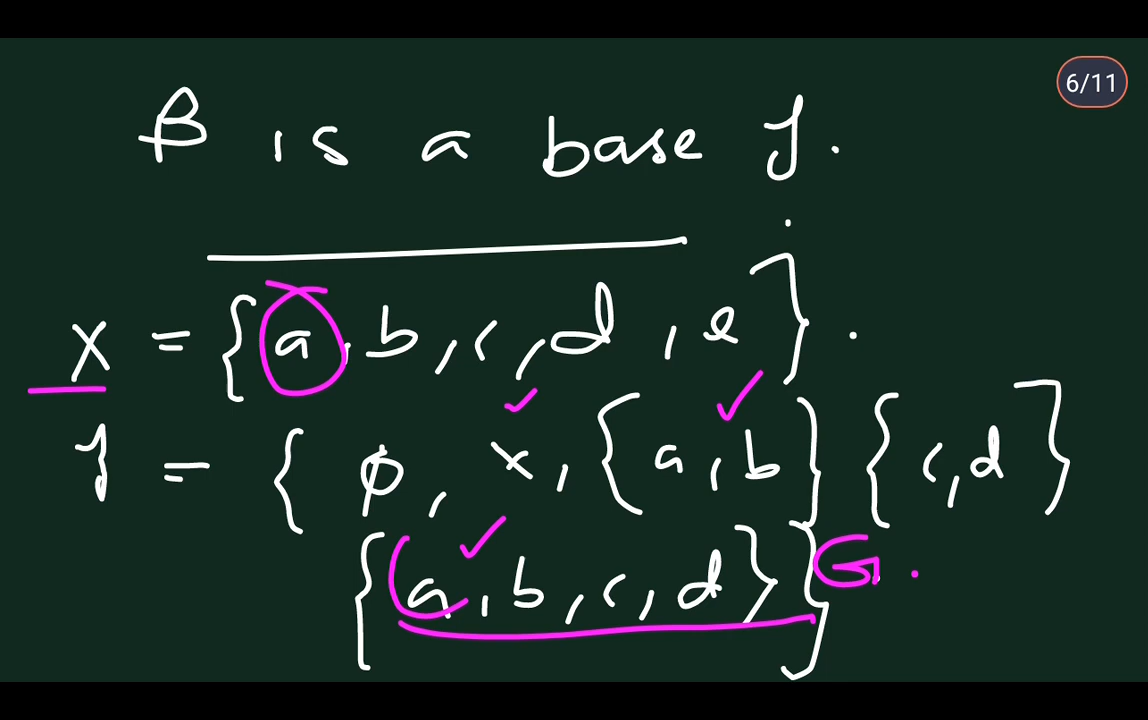 6/11
β is a base J.
X = {a, b, c, d, e}.
J = { φ, x, {a, b} {c, d}
{a, b, c, d} } G.